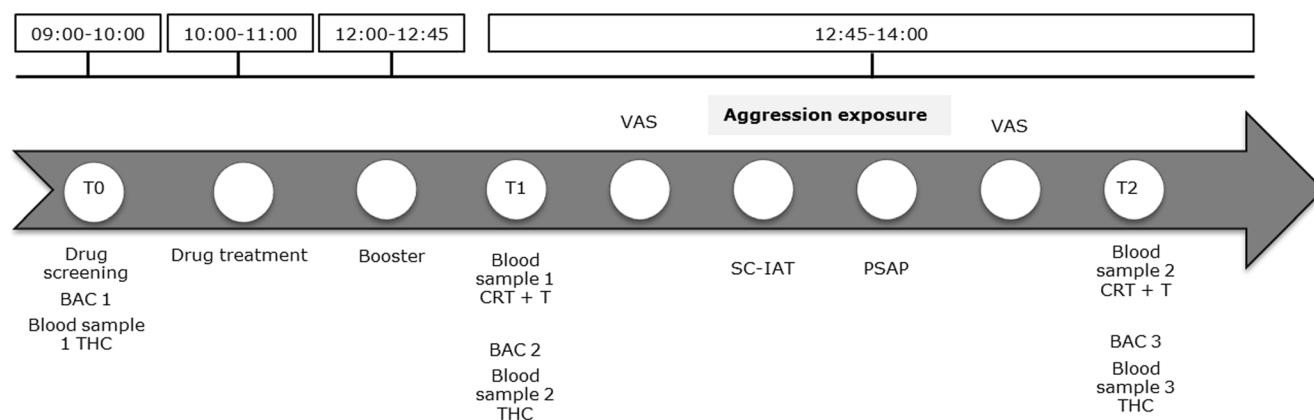 09:00-10:00
10:00-11:00
12:00-12:45
12:45-14:00
VAS
Aggression exposure
VAS
T0
T1
T2
Drug
screening
BAC 1
Blood sample
1 THC
Drug treatment
Booster
Blood
sample 1
CRT + T
BAC 2
Blood
sample 2
THC
SC-IAT
PSAP
Blood
sample 2
CRT + T
BAC 3
Blood
sample 3
THC